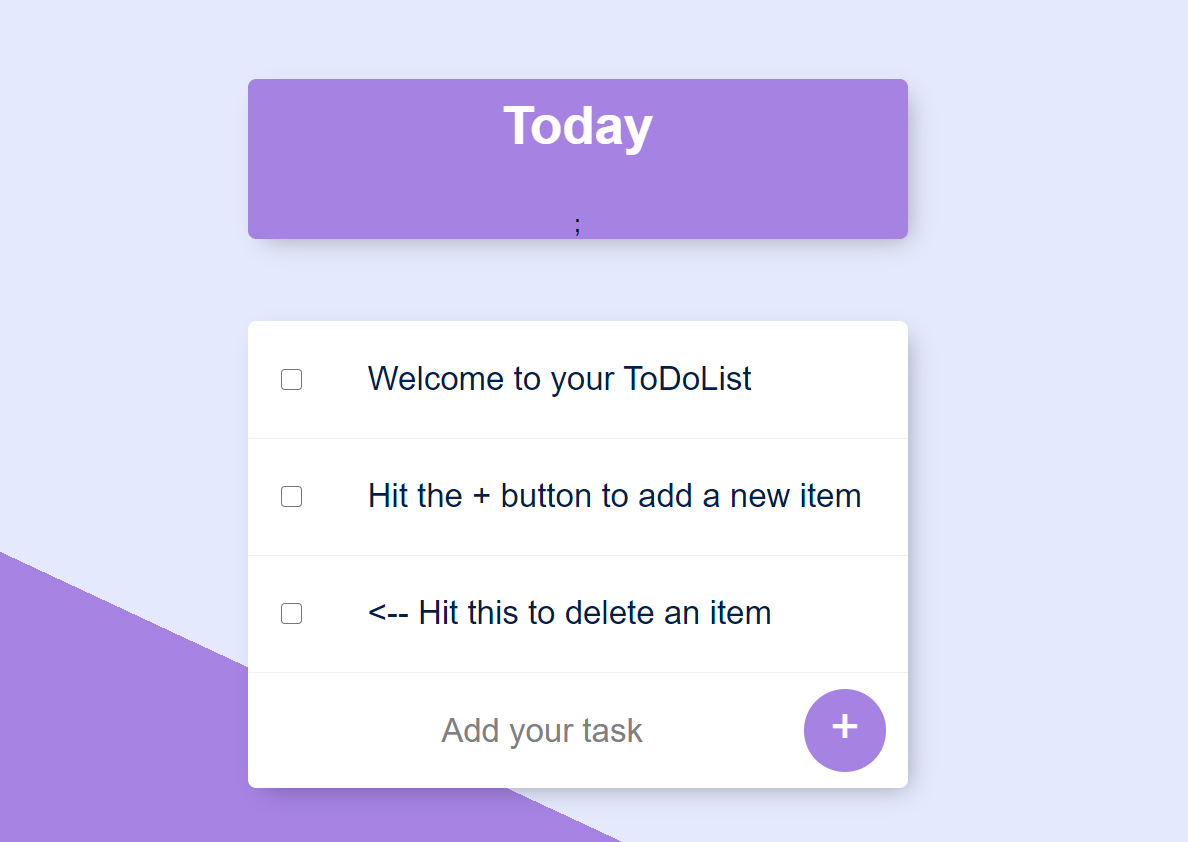 Today
;
Welcome to your ToDoList
Hit the + button to add a new item
<-- Hit this to delete an item
Add your task
+